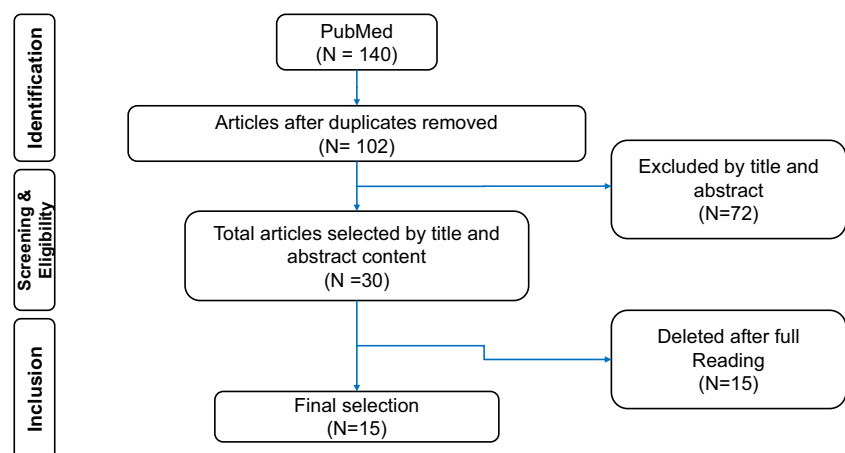 Identification
PubMed
(N = 140)
Articles after duplicates removed
(N= 102)
Screening &
Eligibility
Excluded by title and
abstract
(N=72)
Total articles selected by title and
abstract content
(N =30)
Inclusion
Deleted after full
Reading
(N=15)
Final selection
(N=15)